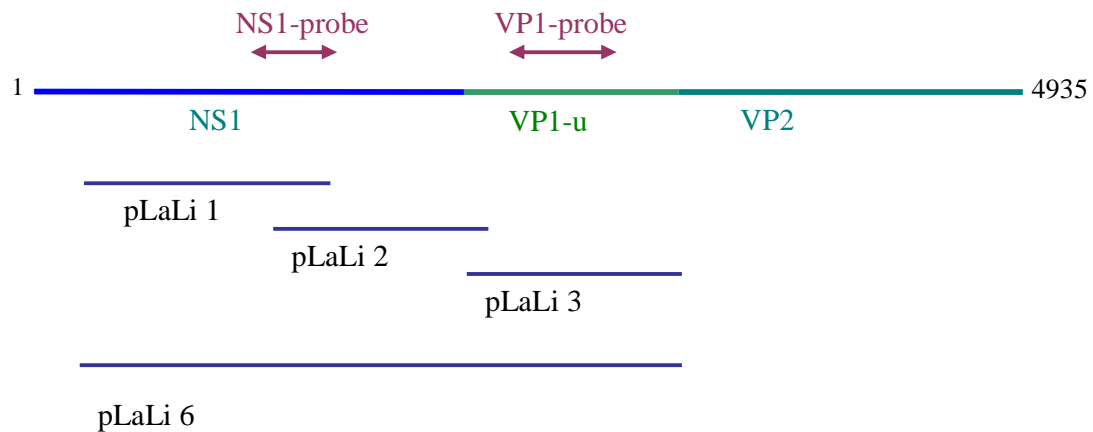 NS1-probe VP1-probe
1 4935
NS1 VP1-u VP2
pLaLi 1
pLaLi 2
pLaLi 3
pLaLi 6